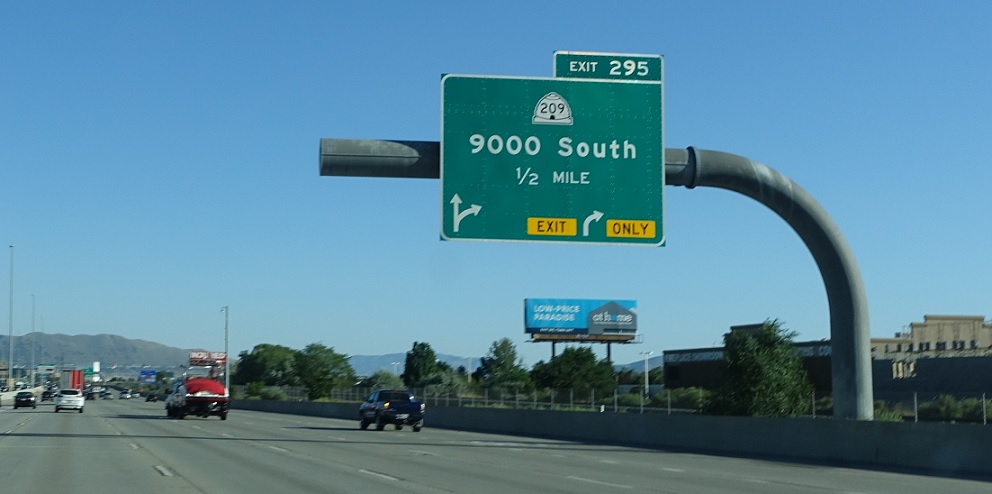 EXIT 295
209
9000 South
1/2 MILE
EXIT ONLY
LOW-PRICE
PARADISE
at home